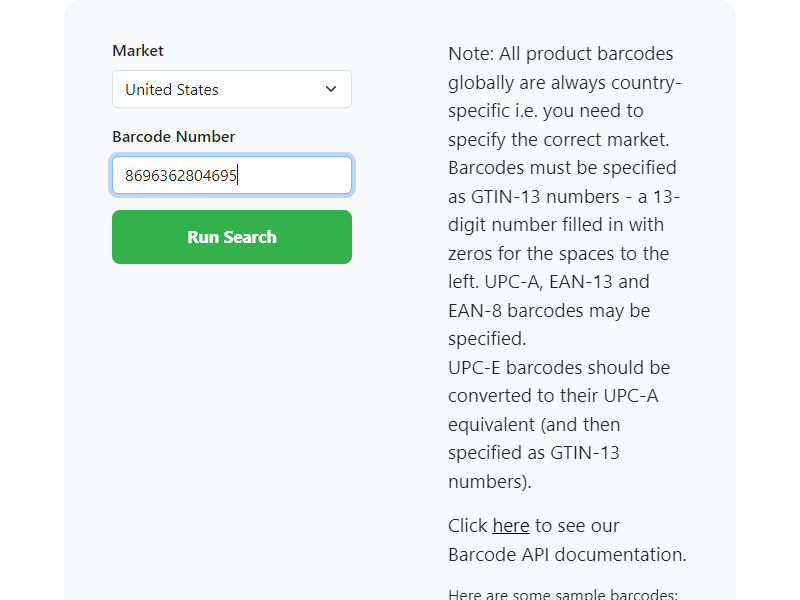 Market
United States
Barcode Number
8696362804695
Run Search
Note: All product barcodes
globally are always country-
specific i.e. you need to
specify the correct market.
Barcodes must be specified
as GTIN-13 numbers - a 13-
digit number filled in with
zeros for the spaces to the
left. UPC-A, EAN-13 and
EAN-8 barcodes may be
specified.
UPC-E barcodes should be
converted to their UPC-A
equivalent (and then
specified as GTIN-13
numbers).
Click here to see our
Barcode API documentation.
Here are some sample barcodes: